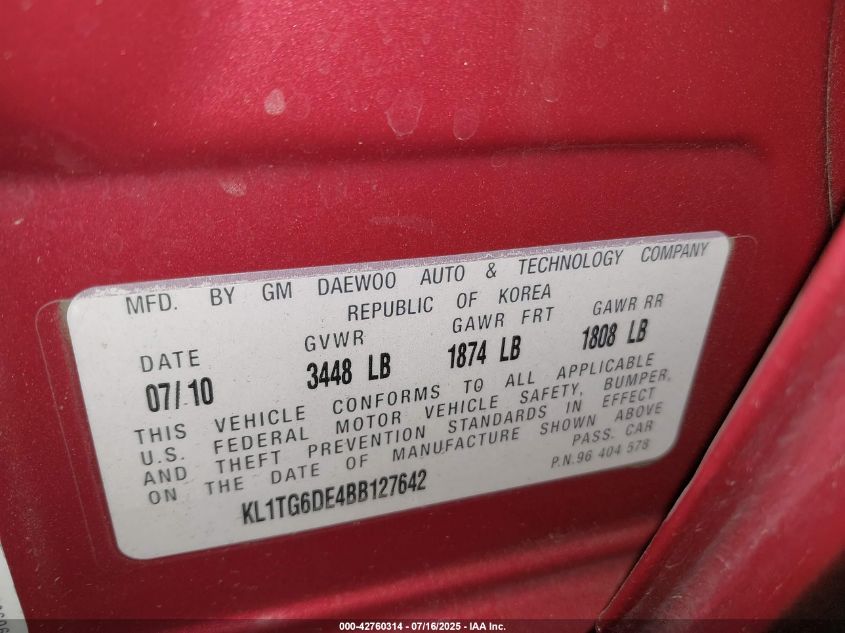 MFD. BY GM DAEWOO AUTO & TECHNOLOGY COMPANY
REPUBLIC OF KOREA
DATE GVWR GAWR FRT GAWR RR
07/10 3448 LB 1874 LB 1808 LB
THIS VEHICLE CONFORMS TO ALL APPLICABLE
U.S. FEDERAL MOTOR VEHICLE SAFETY, BUMPER,
AND THEFT PREVENTION STANDARDS IN EFFECT
ON THE DATE OF MANUFACTURE SHOWN ABOVE
PASS. CAR
P.N.96 404 578
KL1TG6DE4BB127642
000-42760314 - 07/16/2025 - IAA Inc.